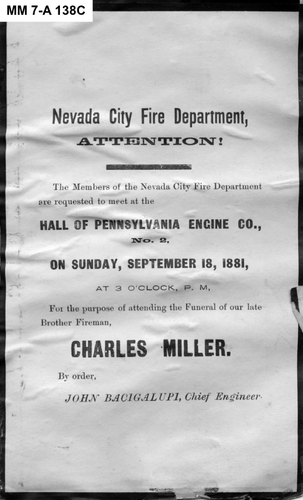 MM 7-A 138C
Nevada City Fire Department,
ATTENTION!
The Members of the Nevada City Fire Department
are requested to meet at the
HALL OF PENNSYLVANIA ENGINE CO.,
No. 2,
ON SUNDAY, SEPTEMBER 18, 1881,
AT 3 O'CLOCK, P. M,
For the purpose of attending the Funeral of our late
Brother Fireman,
CHARLES MILLER.
By order,
JOHN BACIGALUPI, Chief Engineer.